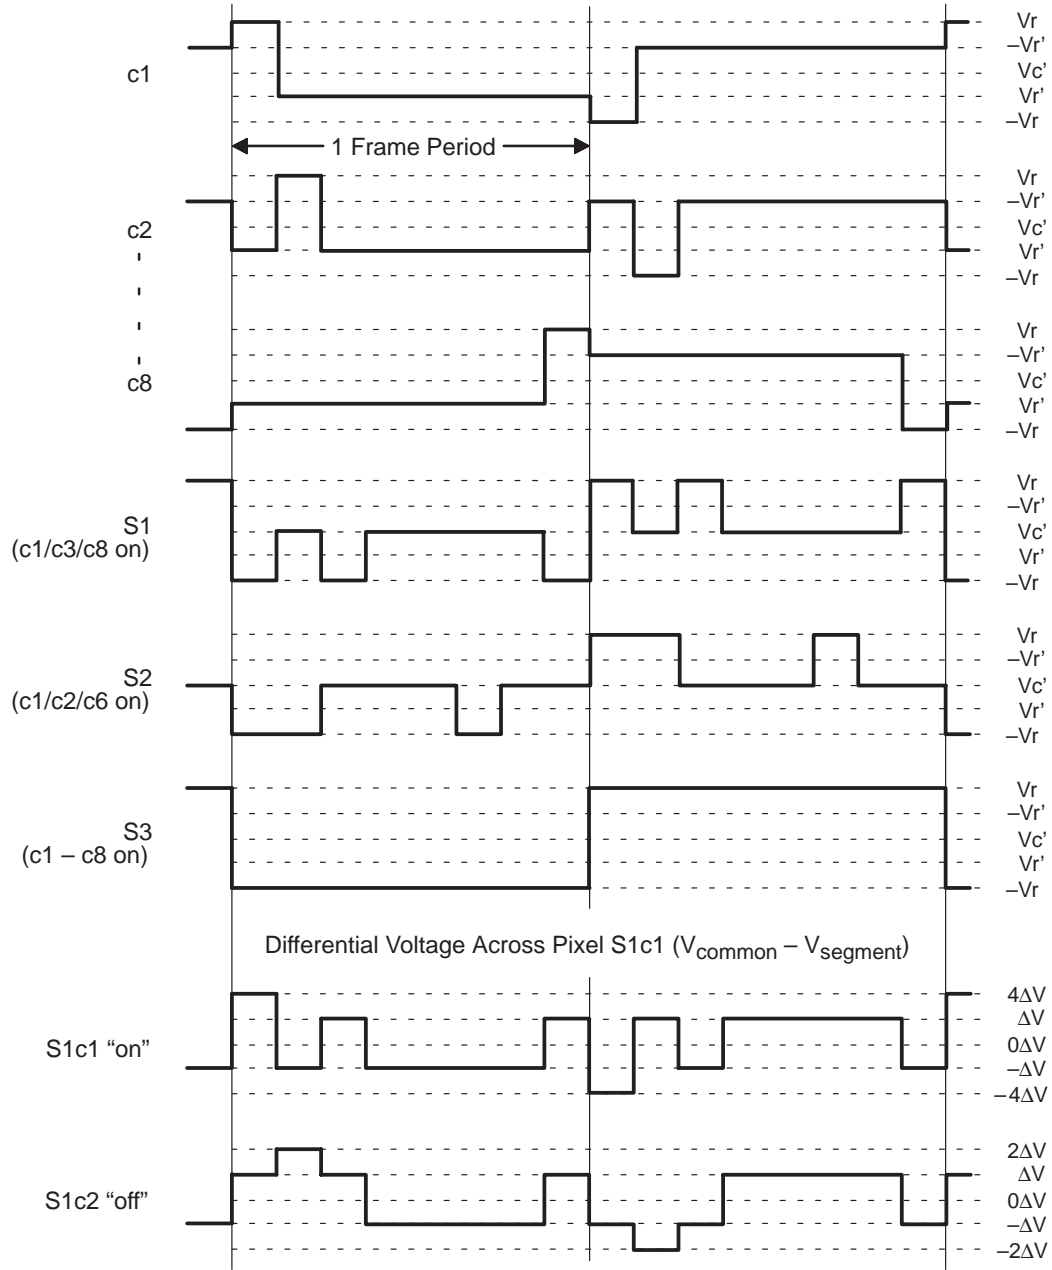 Vr
–Vr'
c1
Vc'
Vr'
–Vr
1 Frame Period
Vr
–Vr'
c2
Vc'
Vr'
–Vr
Vr
–Vr'
c8
Vc'
Vr'
–Vr
Vr
–Vr'
S1
(c1/c3/c8 on)
Vc'
Vr'
–Vr
Vr
–Vr'
S2
(c1/c2/c6 on)
Vc'
Vr'
–Vr
Vr
–Vr'
S3
(c1 – c8 on)
Vc'
Vr'
–Vr
Differential Voltage Across Pixel S1c1 (Vcommon – Vsegment)
4ΔV
ΔV
S1c1 “on”
0ΔV
–ΔV
–4ΔV
2ΔV
ΔV
S1c2 “off”
0ΔV
–ΔV
–2ΔV